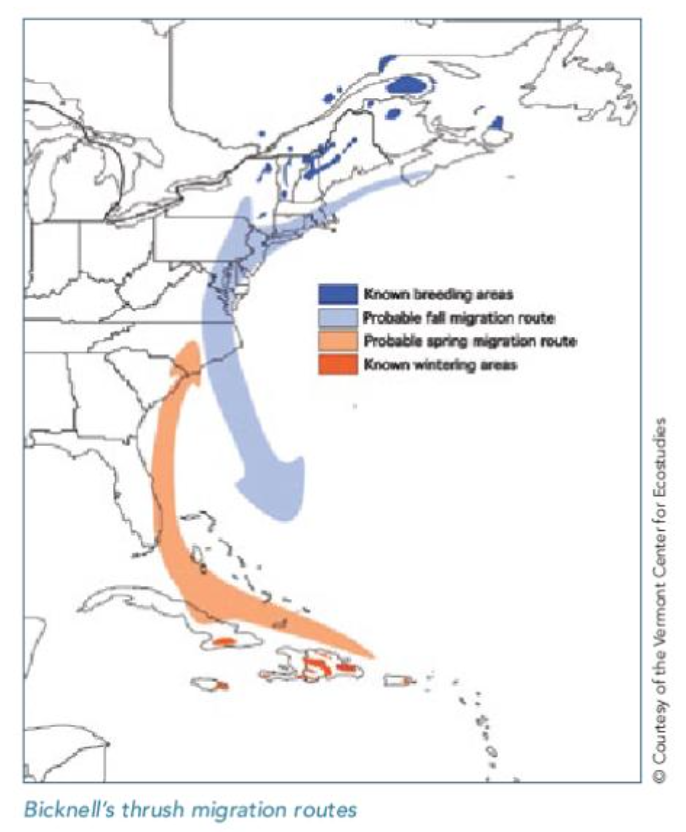 Known breeding areas
Probable fall migration route
Probable spring migration route
Known wintering areas
© Courtesy of the Vermont Center for Ecostudies
Bicknell's thrush migration routes